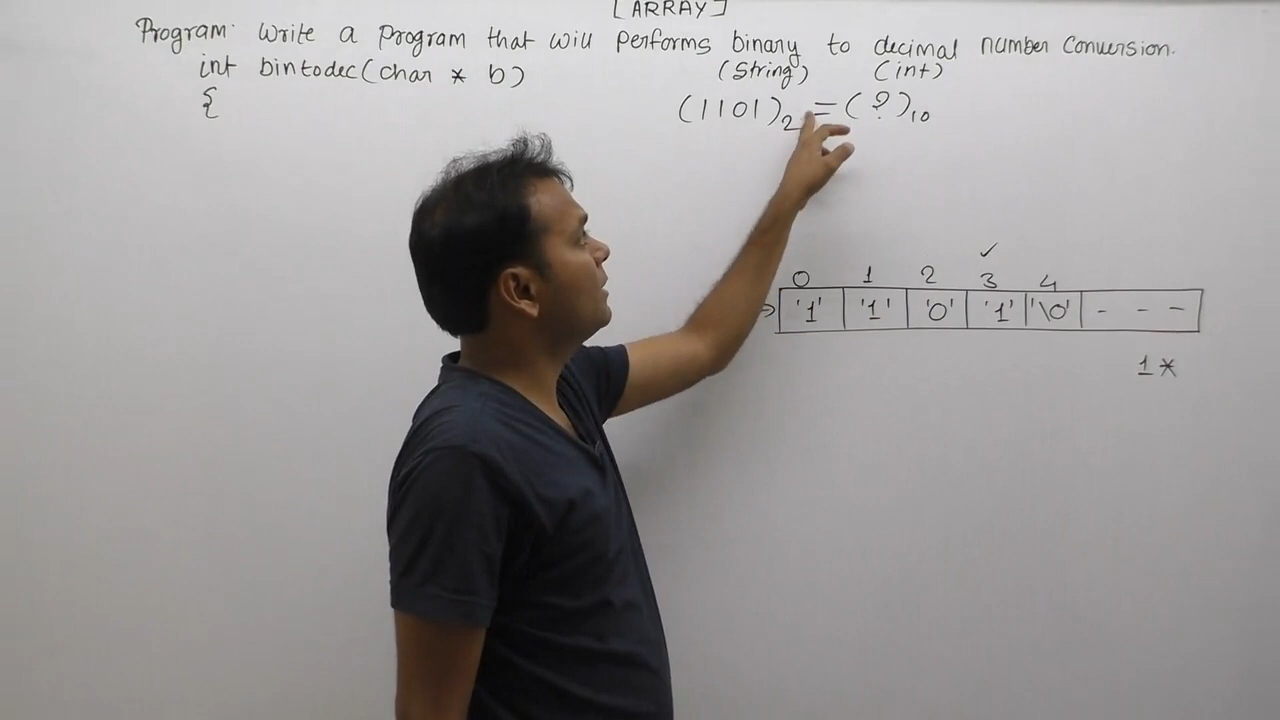 [ARRAY]
Program: Write a Program that will performs binary to decimal number conversion.
int bintodec(char * b) (String) (int)
{ (1101)2 = (?)10
✓
0 1 2 3 4
'1' '1' '0' '1' '\0' - - -
1 *